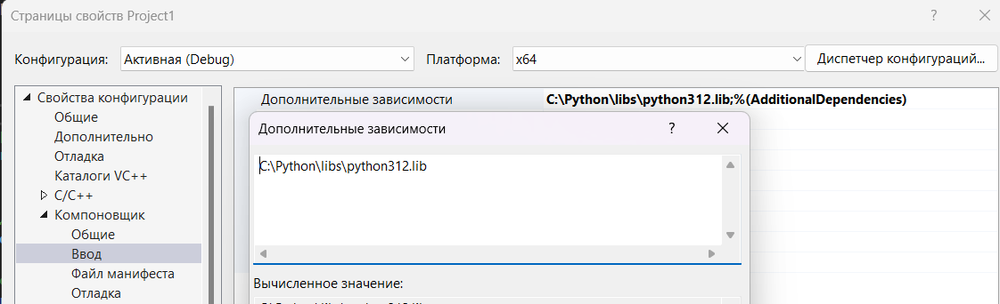 Страницы свойств Project1 ?
Конфигурация: Активная (Debug) Платформа: x64 Диспетчер конфигураций...
Свойства конфигурации
Общие
Дополнительно
Отладка
Каталоги VC++
C/C++
Компоновщик
Общие
Ввод
Файл манифеста
Отладка
Дополнительные зависимости C:\Python\libs\python312.lib;%(AdditionalDependencies)
Дополнительные зависимости ?
C:\Python\libs\python312.lib
Вычисленное значение: